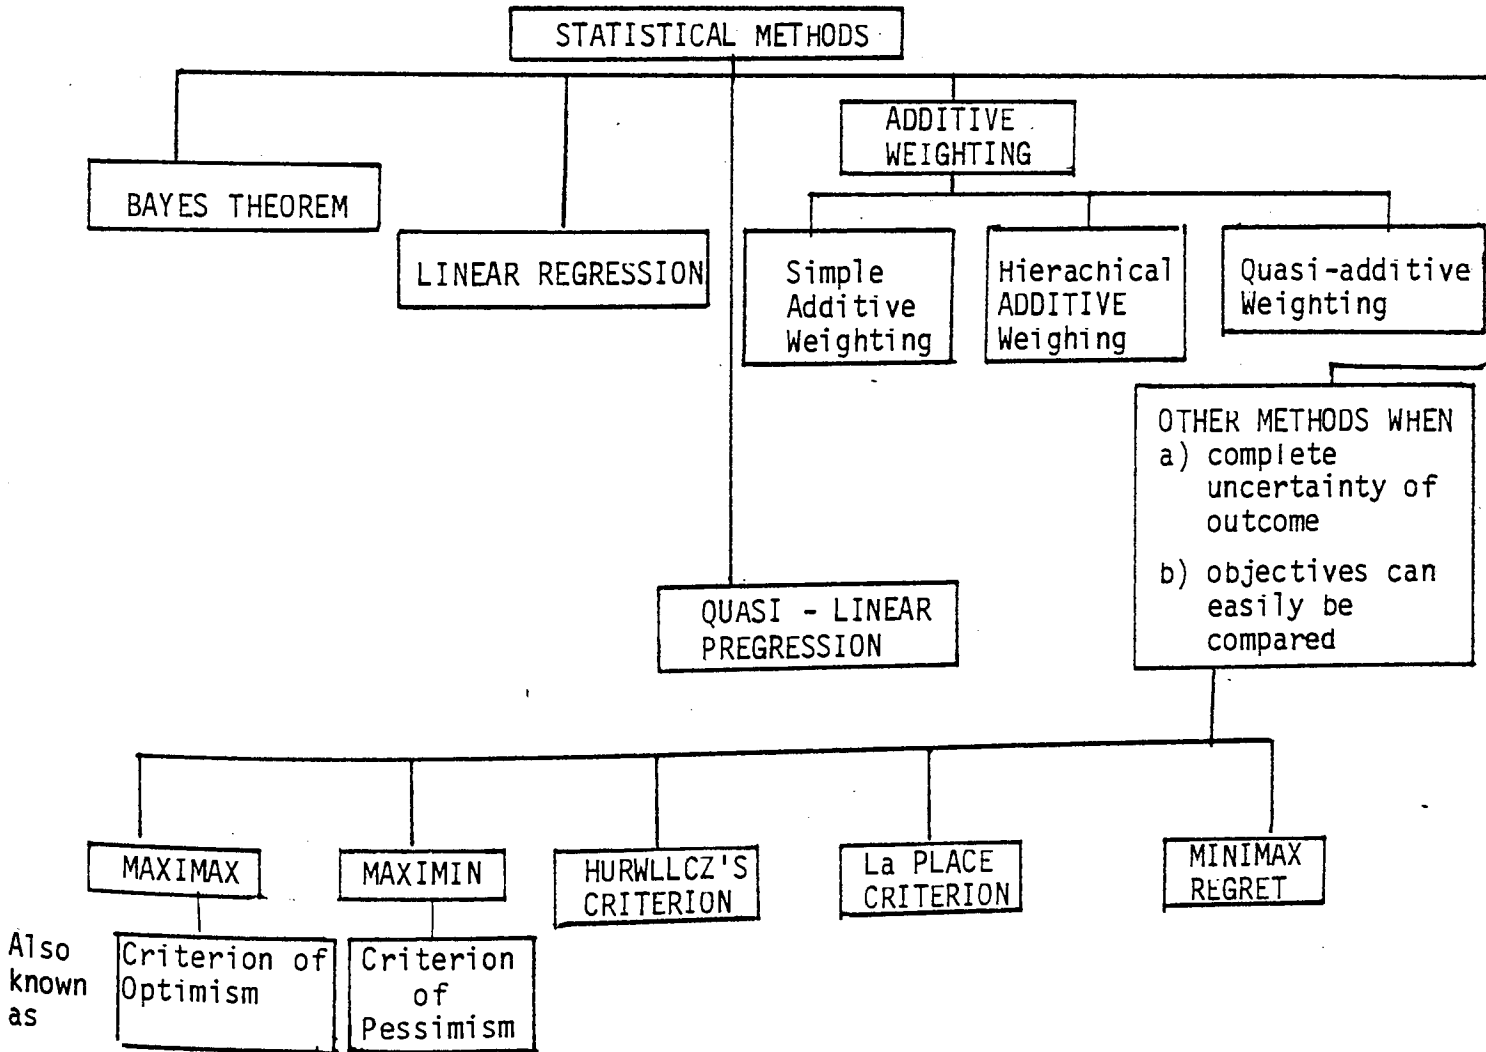 STATISTICAL METHODS
ADDITIVE
WEIGHTING
BAYES THEOREM
LINEAR REGRESSION
Simple
Additive
Weighting
Hierachical
ADDITIVE
Weighing
Quasi-additive
Weighting
OTHER METHODS WHEN
a) complete
uncertainty of
outcome
b) objectives can
easily be
compared
QUASI - LINEAR
PREGRESSION
MAXIMAX
MAXIMIN
HURWLLCZ'S
CRITERION
La PLACE
CRITERION
MINIMAX
REGRET
Also
known
as
Criterion of
Optimism
Criterion
of
Pessimism